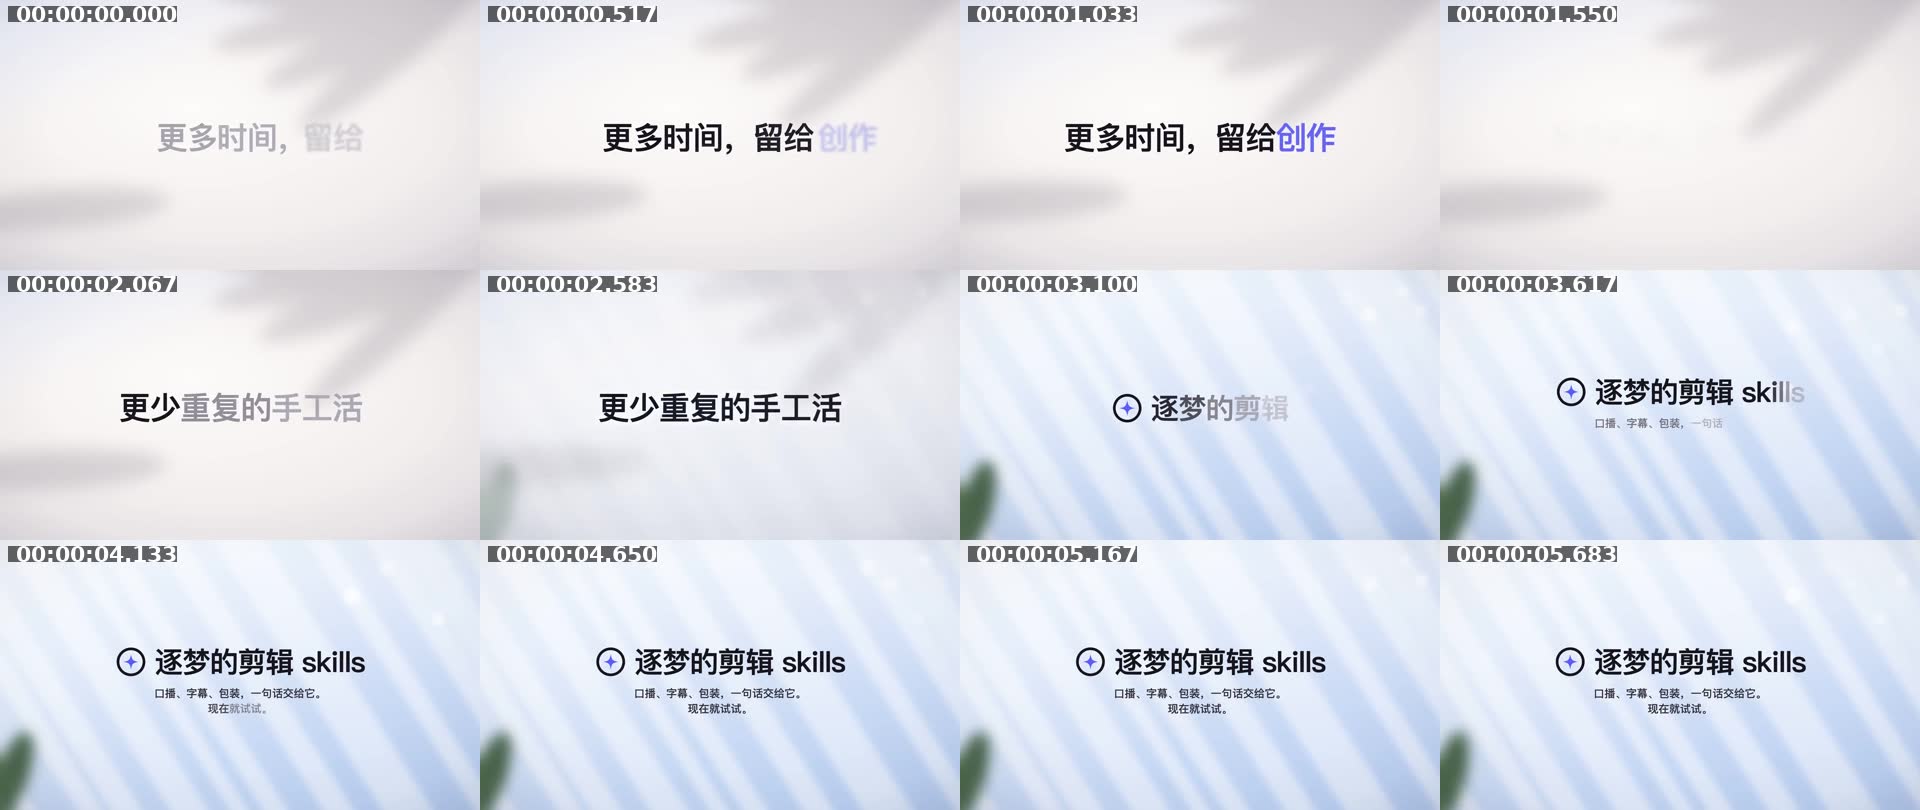 00:00:00.000
更多时间，留给
00:00:00.517
更多时间，留给创作
00:00:01.033
更多时间，留给创作
00:00:01.550
00:00:02.067
更少重复的手工活
00:00:02.583
更少重复的手工活
00:00:03.100
逐梦的剪辑
00:00:03.617
逐梦的剪辑 skills
口播、字幕、包装，一句话
00:00:04.133
逐梦的剪辑 skills
口播、字幕、包装，一句话交给它。
现在就试试。
00:00:04.650
逐梦的剪辑 skills
口播、字幕、包装，一句话交给它。
现在就试试。
00:00:05.167
逐梦的剪辑 skills
口播、字幕、包装，一句话交给它。
现在就试试。
00:00:05.683
逐梦的剪辑 skills
口播、字幕、包装，一句话交给它。
现在就试试。